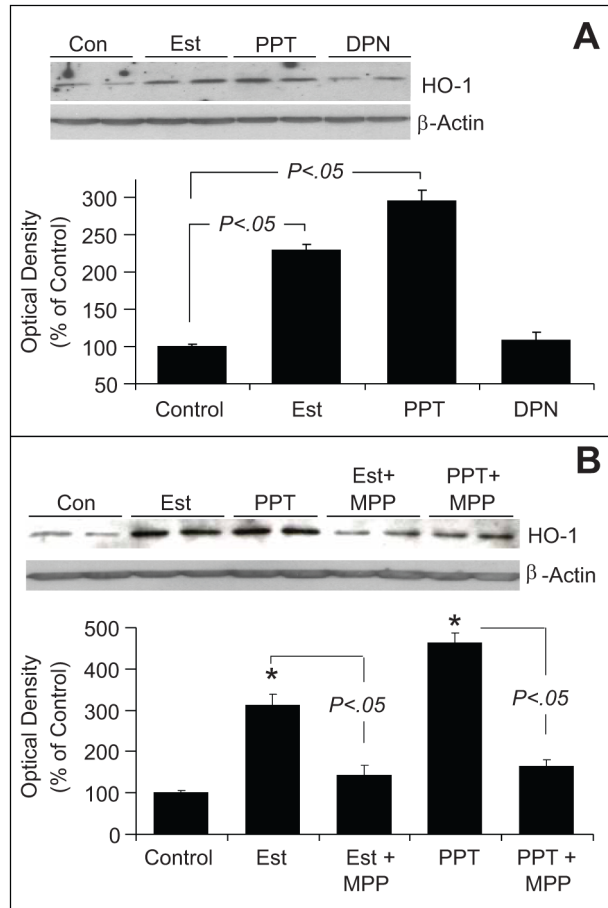 A
Con Est PPT DPN
HO-1
β-Actin
P<.05
P<.05
Optical Density
(% of Control)
300
250
200
150
100
50
Control Est PPT DPN
B
Est+ PPT+
Con Est PPT MPP MPP
HO-1
β -Actin
Optical Density
(% of Control)
500
400
300
200
100
0
* *
P<.05 P<.05
Control Est Est + PPT PPT +
MPP MPP